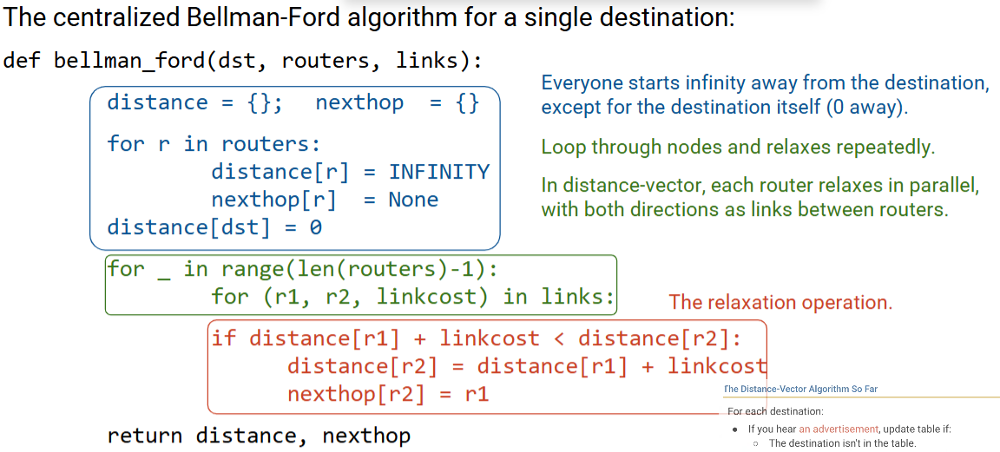 The centralized Bellman-Ford algorithm for a single destination:
def bellman_ford(dst, routers, links):
distance = {};  nexthop  = {}
for r in routers:
distance[r] = INFINITY
nexthop[r]  = None
distance[dst] = 0
for _ in range(len(routers)-1):
for (r1, r2, linkcost) in links:
if distance[r1] + linkcost < distance[r2]:
distance[r2] = distance[r1] + linkcost
nexthop[r2] = r1
return distance, nexthop
Everyone starts infinity away from the destination,
except for the destination itself (0 away).
Loop through nodes and relaxes repeatedly.
In distance-vector, each router relaxes in parallel,
with both directions as links between routers.
The relaxation operation.
The Distance-Vector Algorithm So Far
For each destination:
● If you hear an advertisement, update table if:
○ The destination isn't in the table.